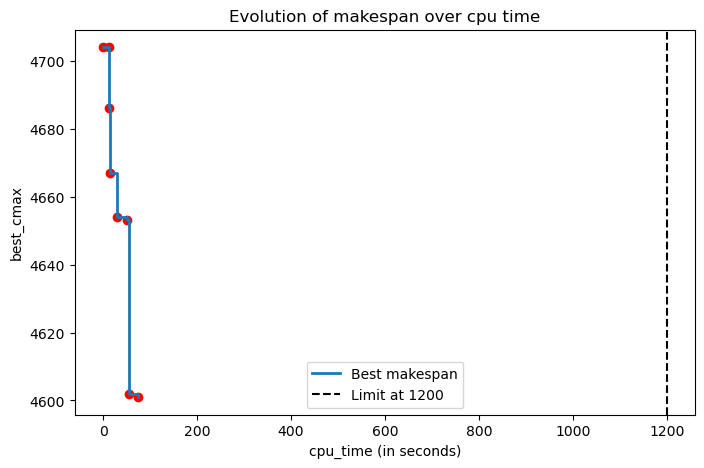 Evolution of makespan over cpu time
best_cmax
4700
4680
4660
4640
4620
4600
Best makespan
Limit at 1200
0
200
400
600
800
1000
1200
cpu_time (in seconds)